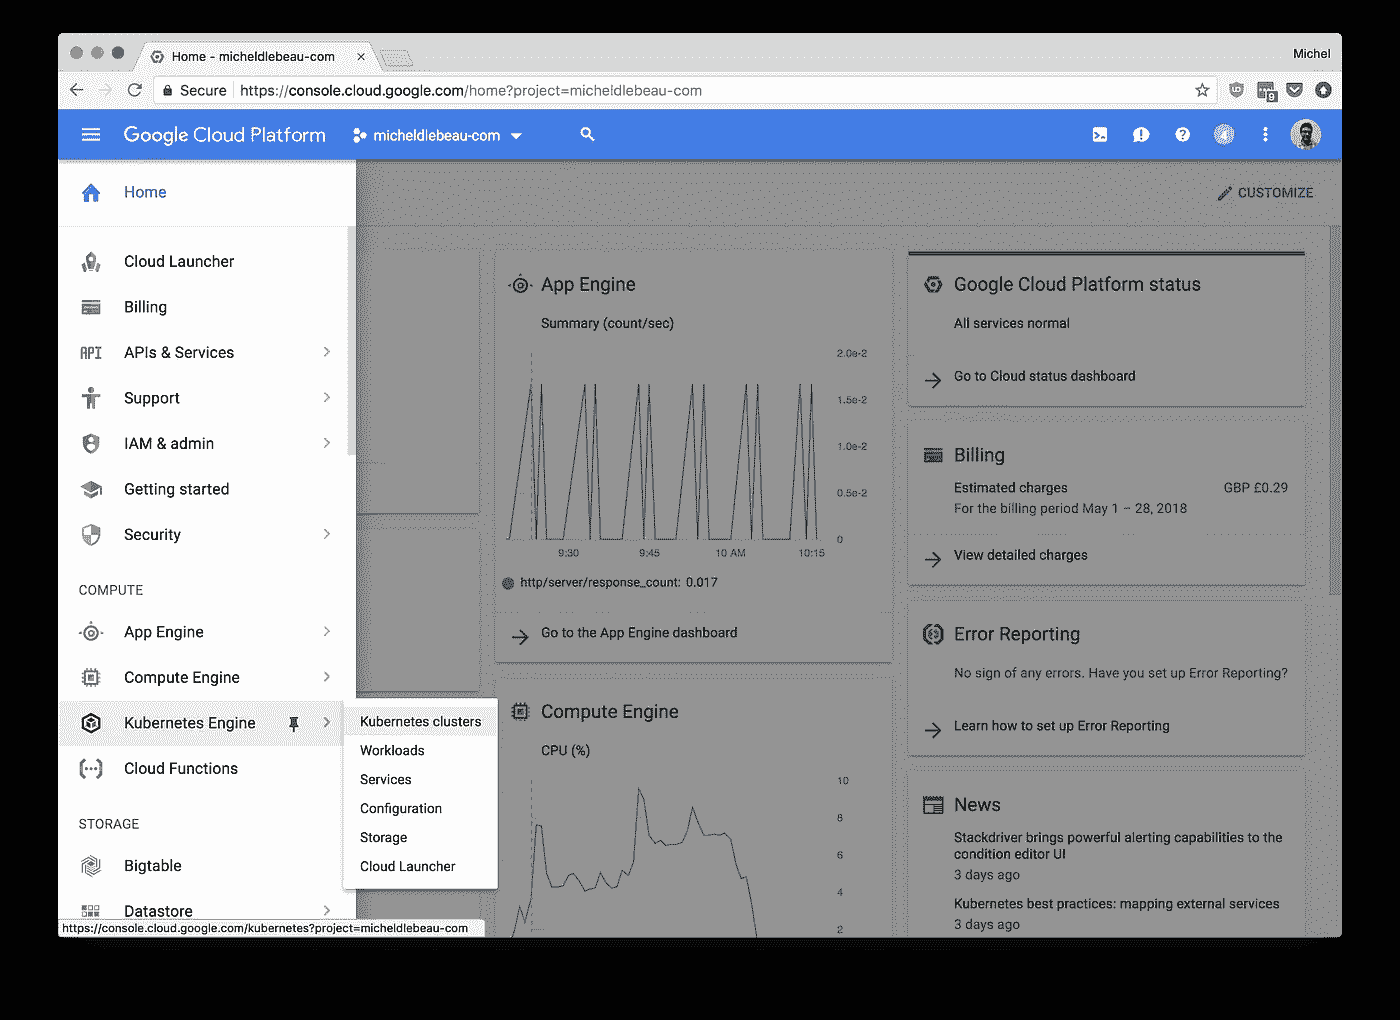 Home - micheldlebeau-com
Michel
Secure
https://console.cloud.google.com/home?project=micheldlebeau-com
9
Google Cloud Platform
micheldlebeau-com
4
Home
CUSTOMIZE
Cloud Launcher
Billing
API
APIs & Services
Support
IAM & admin
Getting started
Security
COMPUTE
App Engine
Compute Engine
Kubernetes Engine
Cloud Functions
STORAGE
Bigtable
Datastore
Kubernetes clusters
Workloads
Services
Configuration
Storage
Cloud Launcher
https://console.cloud.google.com/kubernetes?project=micheldlebeau-com
App Engine
Summary (count/sec)
2.0e-2
1.5e-2
1.0e-2
0.5e-2
0
9:30 9:45 10 AM 10:15
http/server/response_count: 0.017
Go to the App Engine dashboard
Compute Engine
CPU (%)
10
8
6
4
2
Google Cloud Platform status
All services normal
Go to Cloud status dashboard
Billing
Estimated charges GBP £0.29
For the billing period May 1 – 28, 2018
View detailed charges
Error Reporting
No sign of any errors. Have you set up Error Reporting?
Learn how to set up Error Reporting
News
Stackdriver brings powerful alerting capabilities to the
condition editor UI
3 days ago
Kubernetes best practices: mapping external services
3 days ago